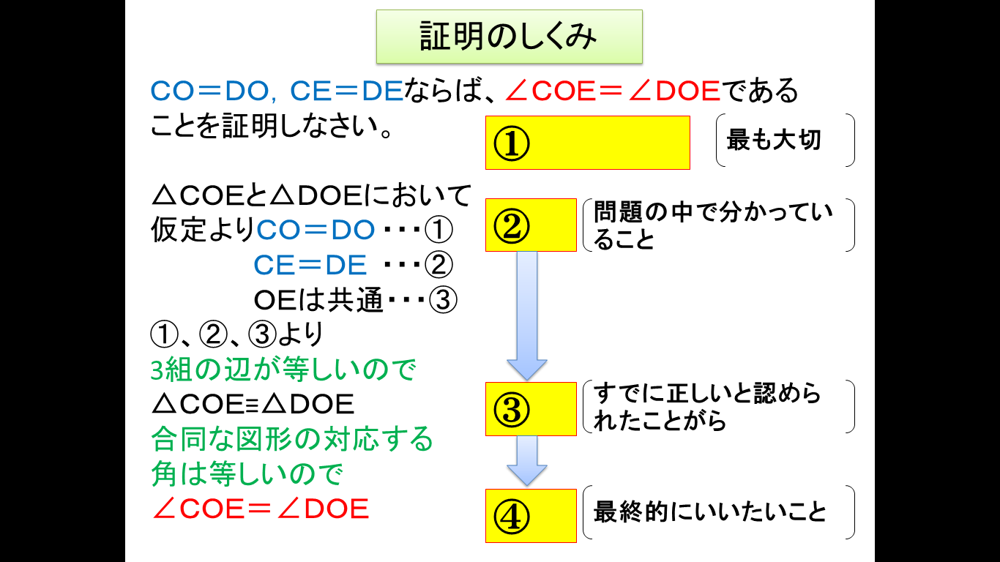 証明のしくみ
CO=DO, CE=DEならば、∠COE=∠DOEである
ことを証明しなさい。
①
最も大切
△COEと△DOEにおいて
仮定よりCO=DO ・・・①
CE=DE ・・・②
OEは共通・・・③
①、②、③より
3組の辺が等しいので
△COE≡△DOE
合同な図形の対応する
角は等しいので
∠COE=∠DOE
②
問題の中で分かってい
ること
③
すでに正しいと認めら
れたことがら
④
最終的にいいたいこと